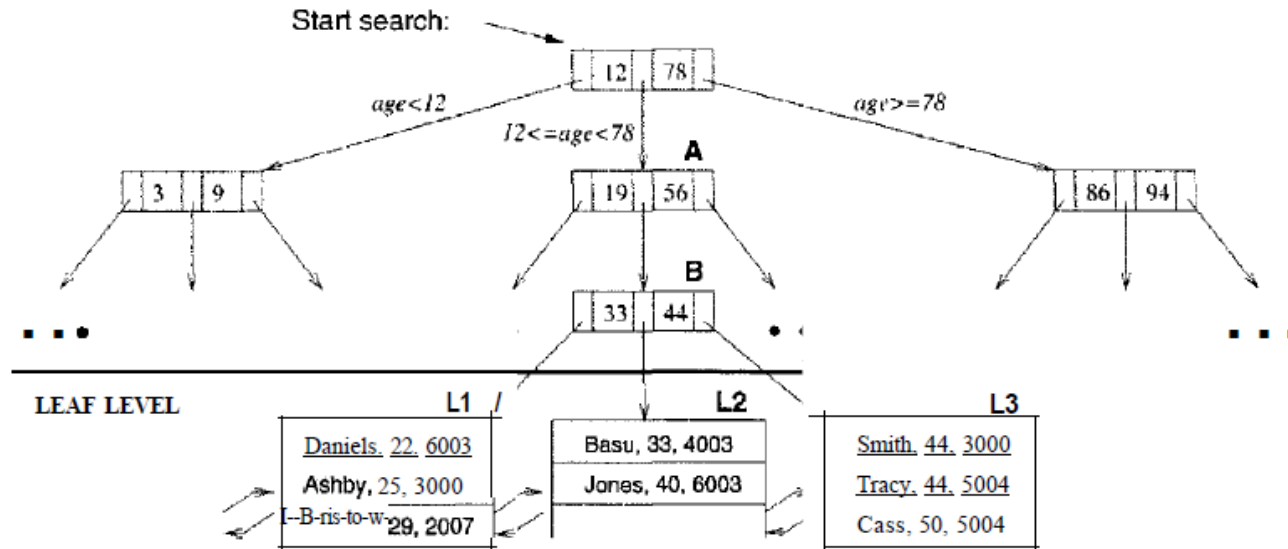 Start search:
12 78
age<12
12<=age<78
age>=78
A
3 9
19 56
86 94
B
33 44
LEAF LEVEL
L1
L2
L3
Daniels. 22. 6003
Ashby, 25, 3000
I--B-ris-to-w- 29, 2007
Basu, 33, 4003
Jones, 40, 6003
Smith, 44, 3000
Tracy, 44, 5004
Cass, 50, 5004